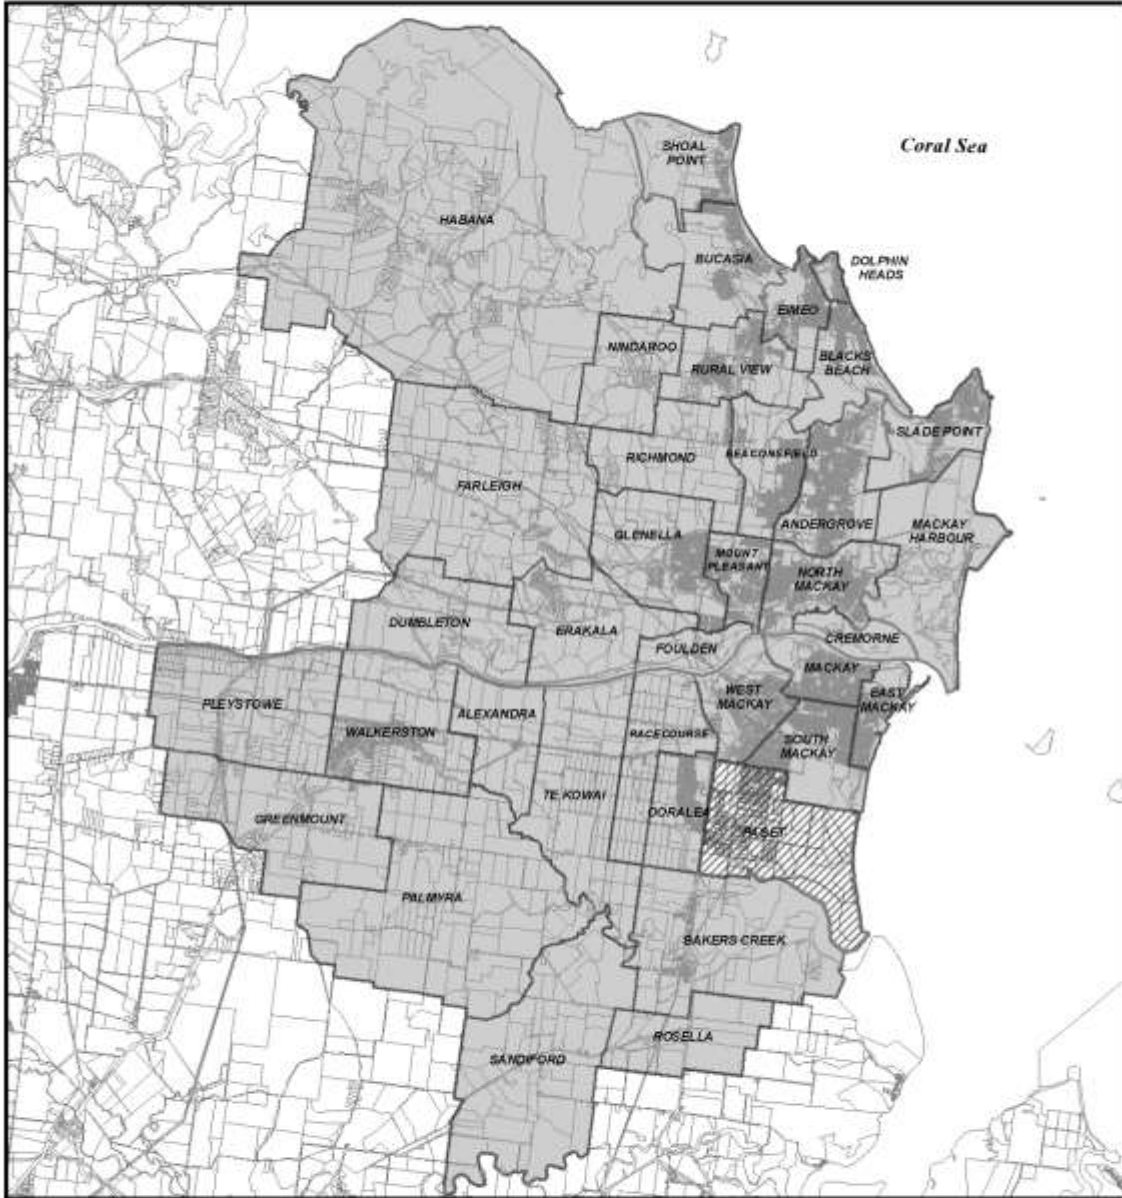 Coral Sea
SHOAL
POINT
HABANA
BUCASIA
DOLPHIN
HEADS
EIMEO
NINDAROO
RURAL VIEW
BLACKS
BEACH
SLADE POINT
RICHMOND
BEACONSFIELD
FARLEIGH
ANDERGROVE
MACKAY
HARBOUR
GLENELLA
MOUNT
PLEASANT
NORTH
MACKAY
DUMBLETON
ERAKALA
FOULDEN
CREMORNE
MACKAY
PLEYSTOWE
WEST
MACKAY
EAST
MACKAY
ALEXANDRA
WALKERSTON
RACECOURSE
SOUTH
MACKAY
TE KOWAI
OORALEA
GREENMOUNT
PAGET
PALMYRA
BAKERS CREEK
ROSELLA
SANDIFORD